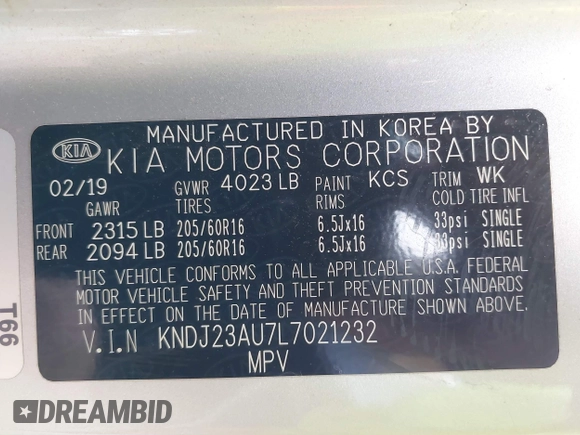 MANUFACTURED IN KOREA BY
KIA KIA MOTORS CORPORATION
02/19 GVWR 4023 LB PAINT KCS TRIM WK
GAWR TIRES RIMS COLD TIRE INFL
FRONT 2315 LB 205/60R16 6.5Jx16 33psi SINGLE
REAR 2094 LB 205/60R16 6.5Jx16 33psi SINGLE
THIS VEHICLE CONFORMS TO ALL APPLICABLE U.S.A. FEDERAL
MOTOR VEHICLE SAFETY AND THEFT PREVENTION STANDARDS
IN EFFECT ON THE DATE OF MANUFACTURE SHOWN ABOVE.
V.I.N KNDJ23AU7L7021232
MPV
T66
DREAMBID